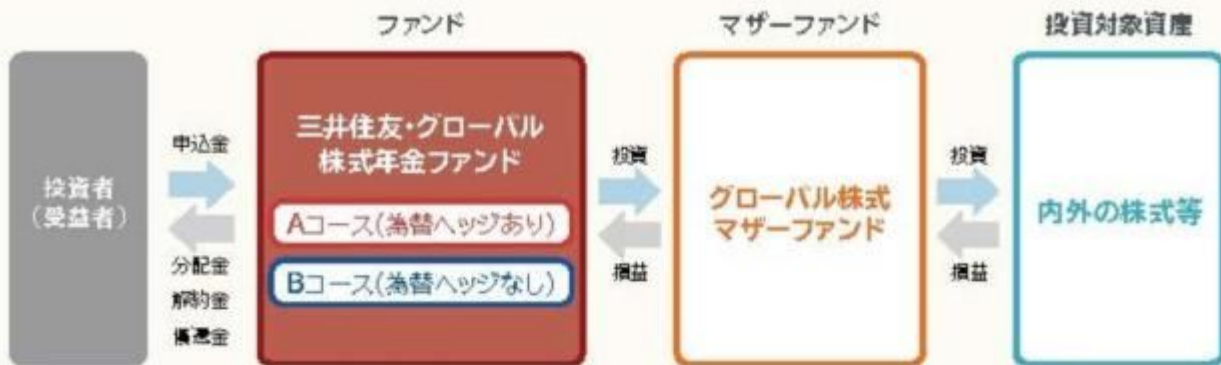 ファンド
マザーファンド
投資対象資産
投資者
(受益者)
申込金
分配金
解約金
償還金
三井住友・グローバル
株式年金ファンド
Aコース(為替ヘッジあり)
Bコース(為替ヘッジなし)
投資
損益
グローバル株式
マザーファンド
投資
損益
内外の株式等